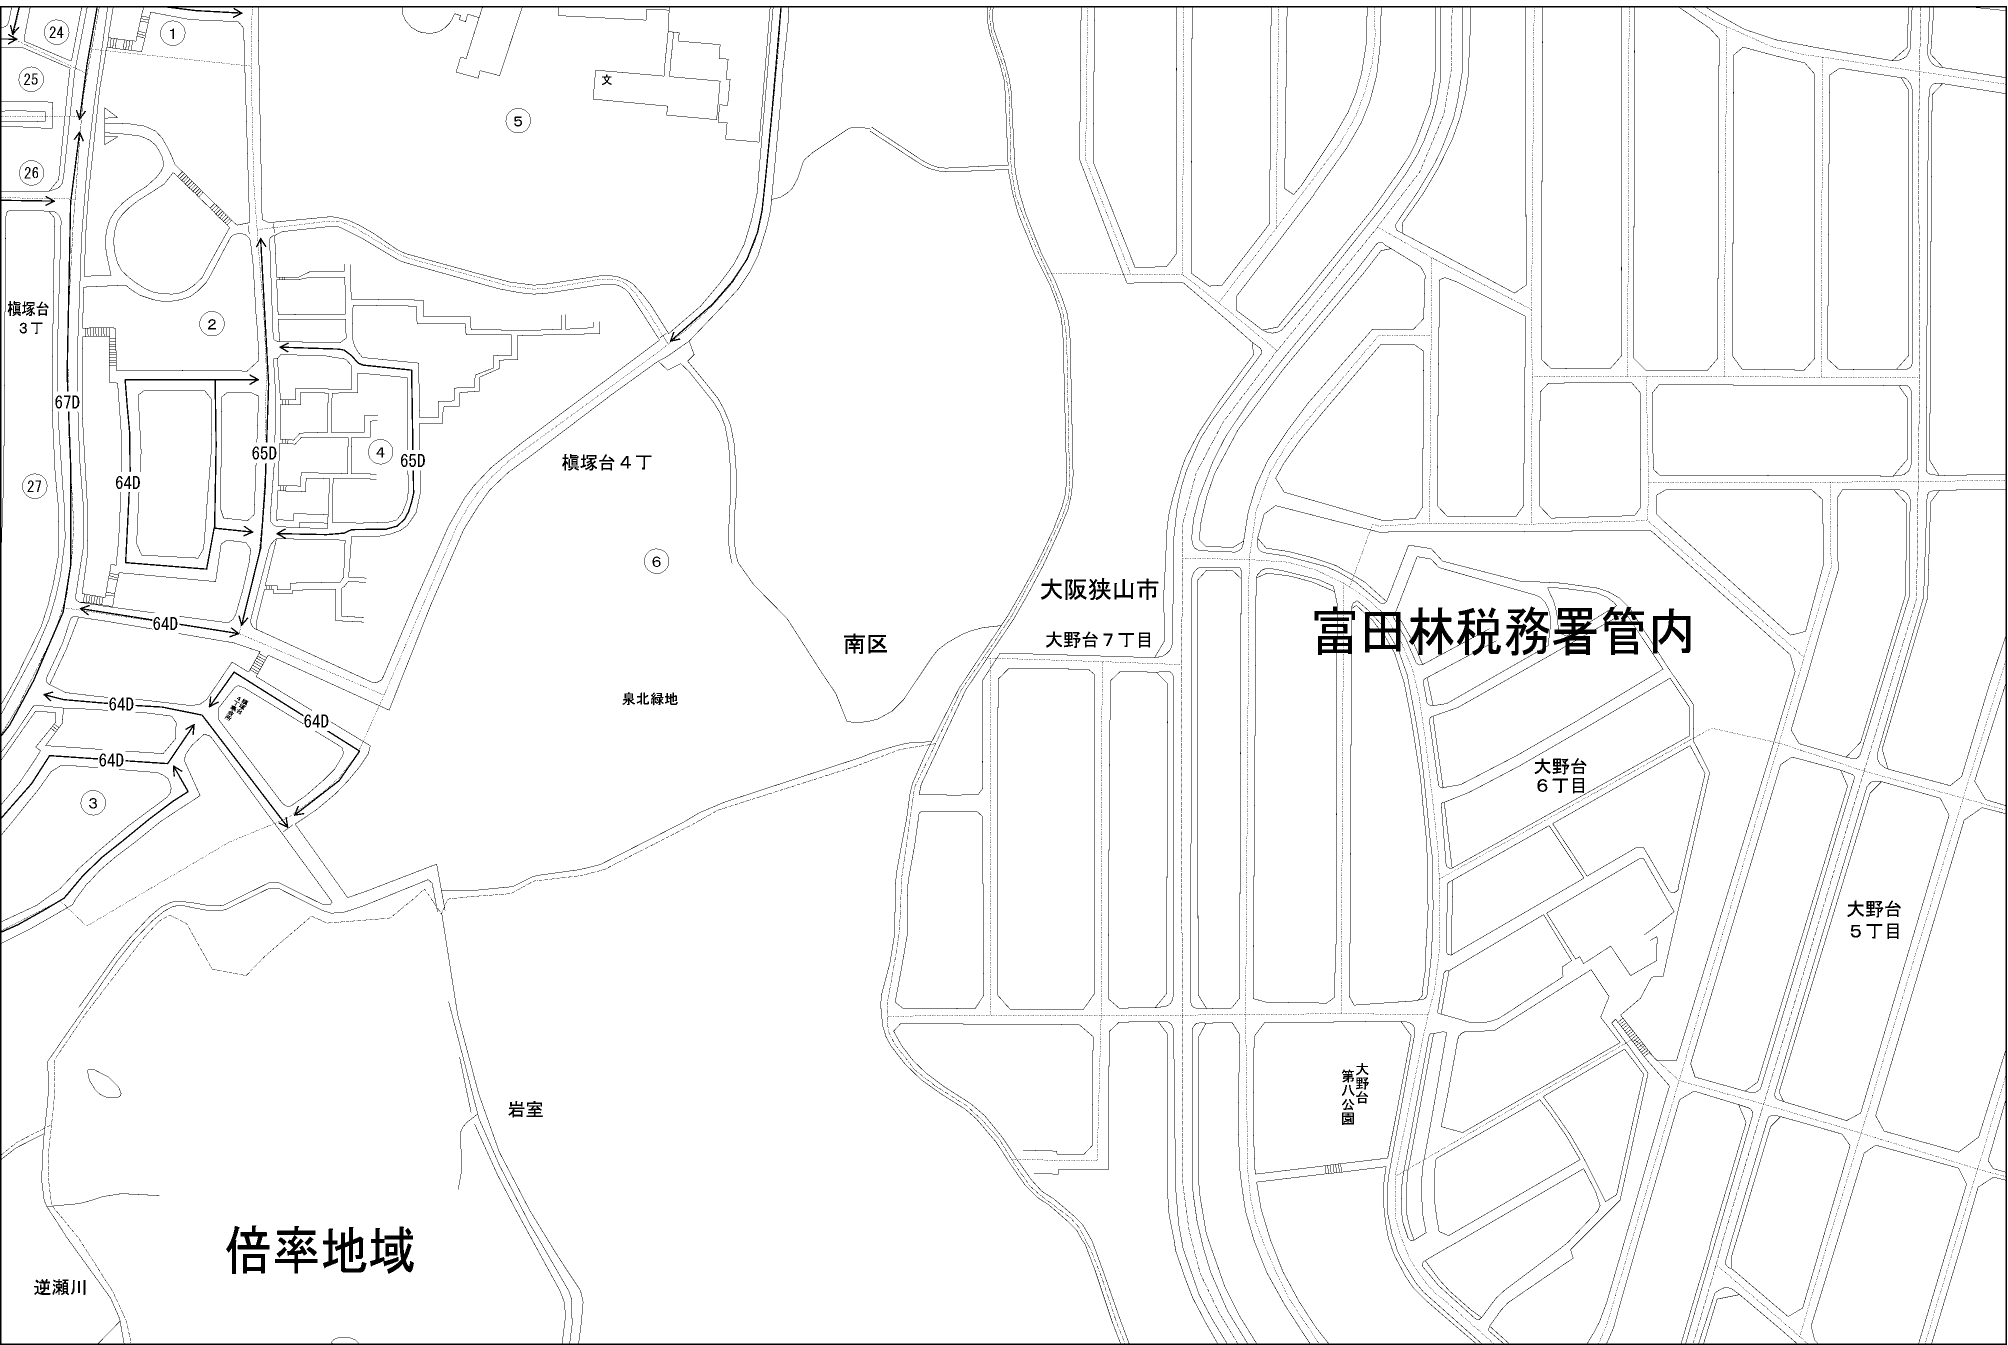 24
1
25
文
5
26
槇塚台
3丁
2
67D
65D
4
65D
槇塚台4丁
64D
27
6
大阪狭山市
64D
富田林税務署管内
南区
大野台7丁目
泉北緑地
64D
64D
64D
大野台
6丁目
3
大野台
5丁目
大野台
第八公園
岩室
倍率地域
逆瀬川